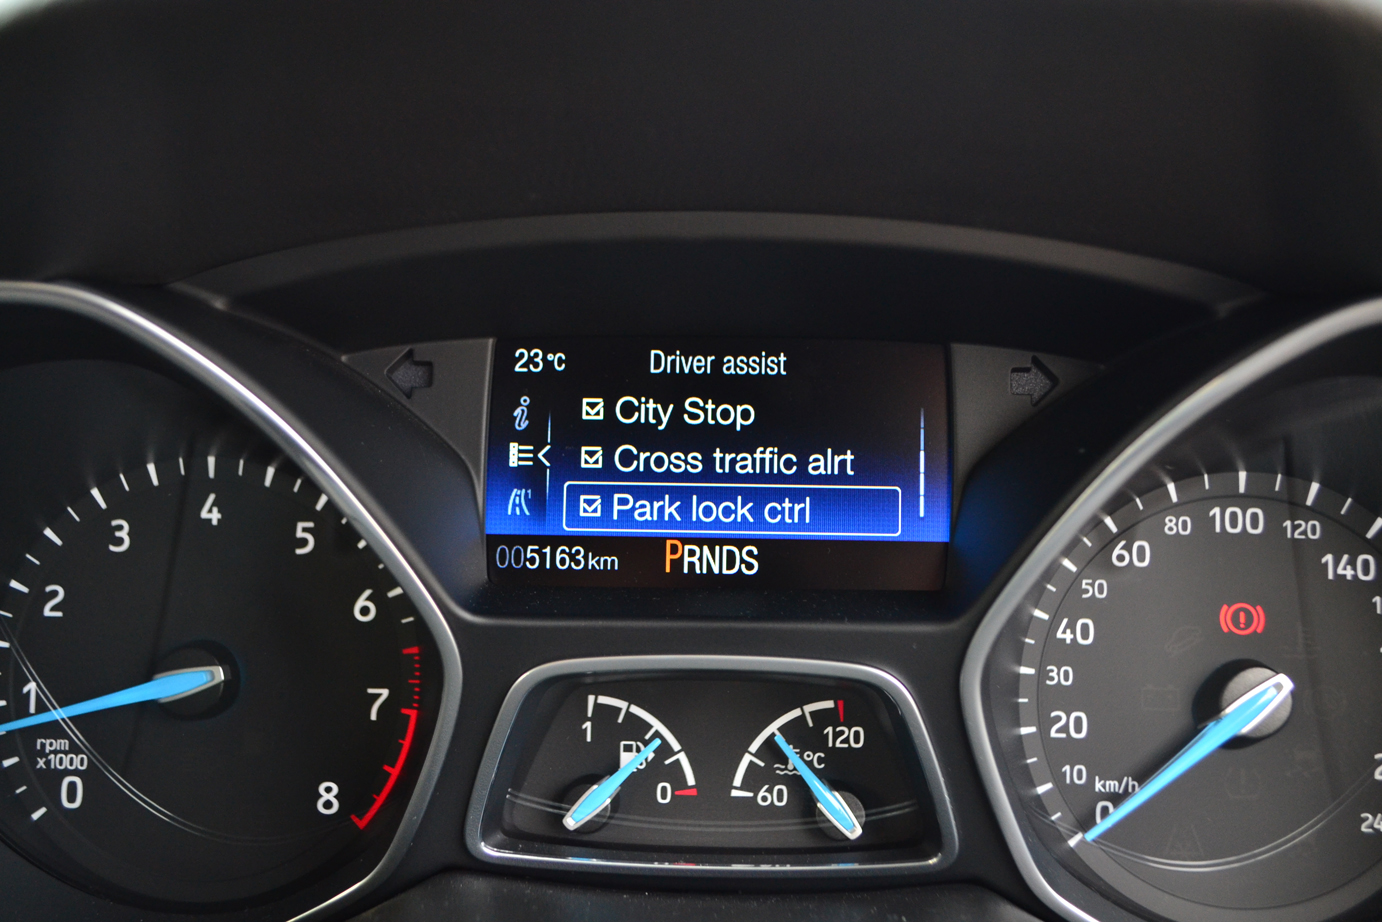 23°C Driver assist
City Stop
Cross traffic alrt
Park lock ctrl
005163 km PRNDS
0
1
2
3
4
5
6
7
8
rpm
x1000
1
0
60
120
°C
0
10
20
30
40
50
60
80
100
120
140
km/h